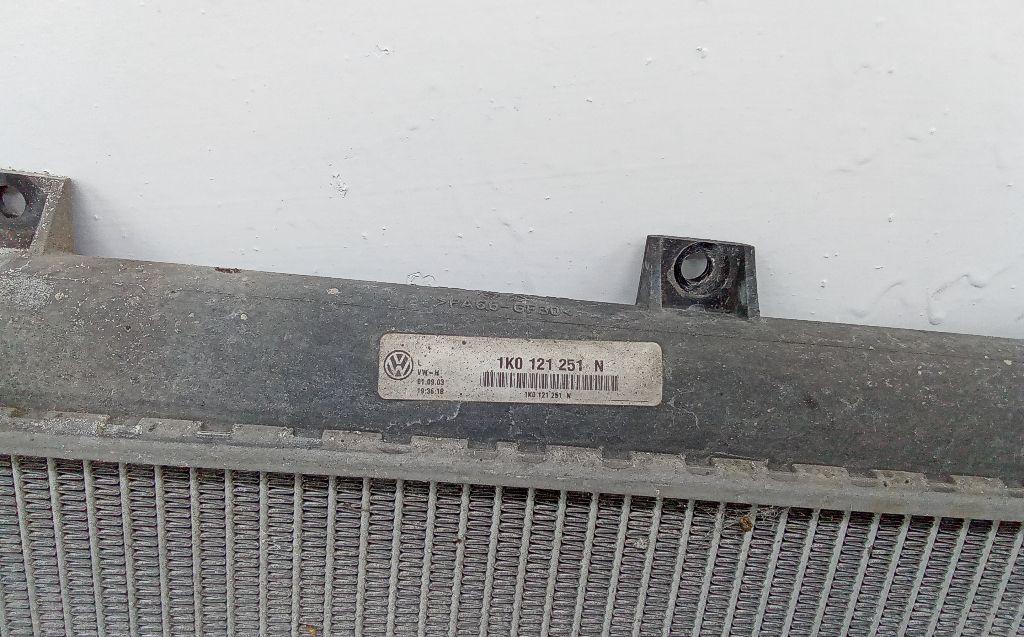 >PA66-GF30<
L
VW-H
01.09.03
19:36:18
1K0 121 251 N
1K0 121 251 N